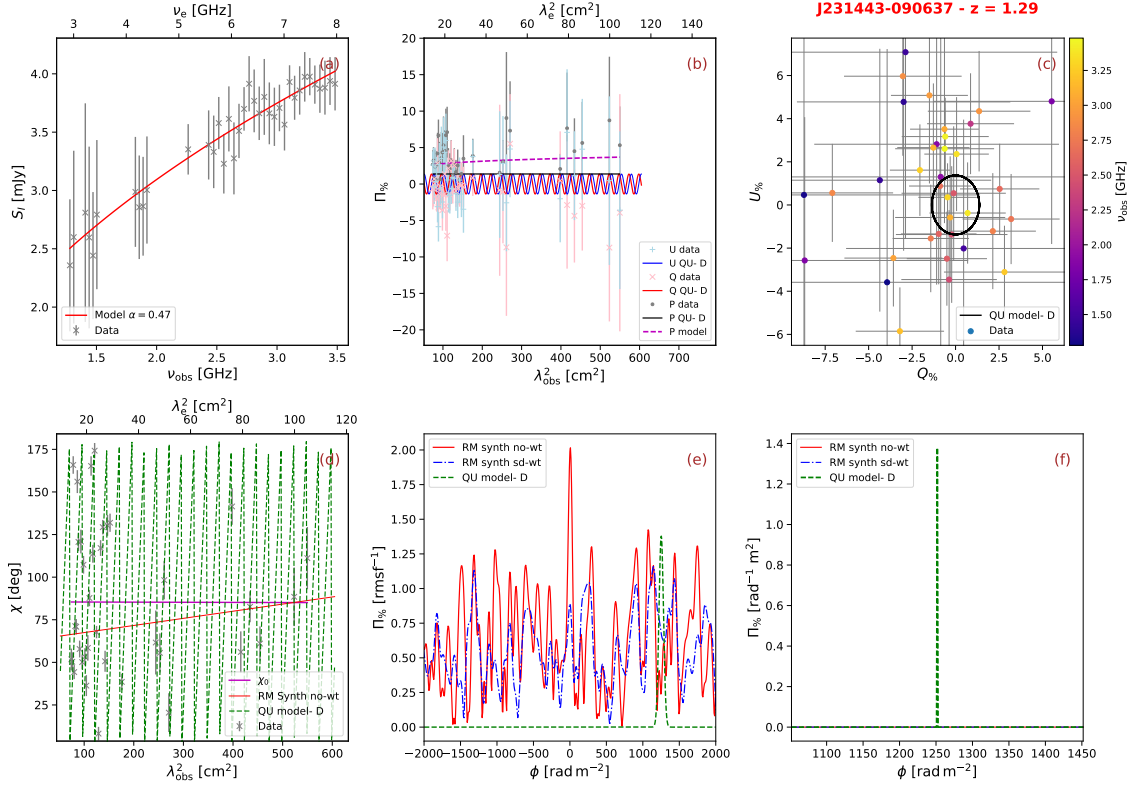 J231443-090637 - z = 1.29
ν_e [GHz]
3 4 5 6 7 8
(a)
4.0
3.5
3.0
2.5
2.0
S_I [mJy]
Model α = 0.47
Data
1.5 2.0 2.5 3.0 3.5
ν_obs [GHz]
λ_e^2 [cm^2]
0 20 40 60 80 100 120 140
(b)
20
15
10
5
0
−5
−10
−15
−20
Π_%
U data
U QU- D
Q data
Q QU- D
P data
P QU- D
P model
100 200 300 400 500 600 700
λ_obs^2 [cm^2]
(c)
6
4
2
0
−2
−4
−6
U_%
QU model- D
Data
−7.5 −5.0 −2.5 0.0 2.5 5.0
Q_%
3.25
3.00
2.75
2.50
2.25
2.00
1.75
1.50
ν_obs [GHz]
λ_e^2 [cm^2]
20 40 60 80 100 120
(d)
175
150
125
100
75
50
25
χ [deg]
χ_0
RM Synth no-wt
QU model- D
Data
100 200 300 400 500 600
λ_obs^2 [cm^2]
(e)
RM synth no-wt
RM synth sd-wt
QU model- D
2.00
1.75
1.50
1.25
1.00
0.75
0.50
0.25
0.00
Π_% [rmsf^−1]
−2000 −1500 −1000 −500 0 500 1000 1500 2000
ϕ [rad m^−2]
(f)
RM synth no-wt
RM synth sd-wt
QU model- D
1.4
1.2
1.0
0.8
0.6
0.4
0.2
0.0
Π_% [rad^−1 m^2]
1050 1100 1150 1200 1250 1300 1350 1400 1450
ϕ [rad m^−2]